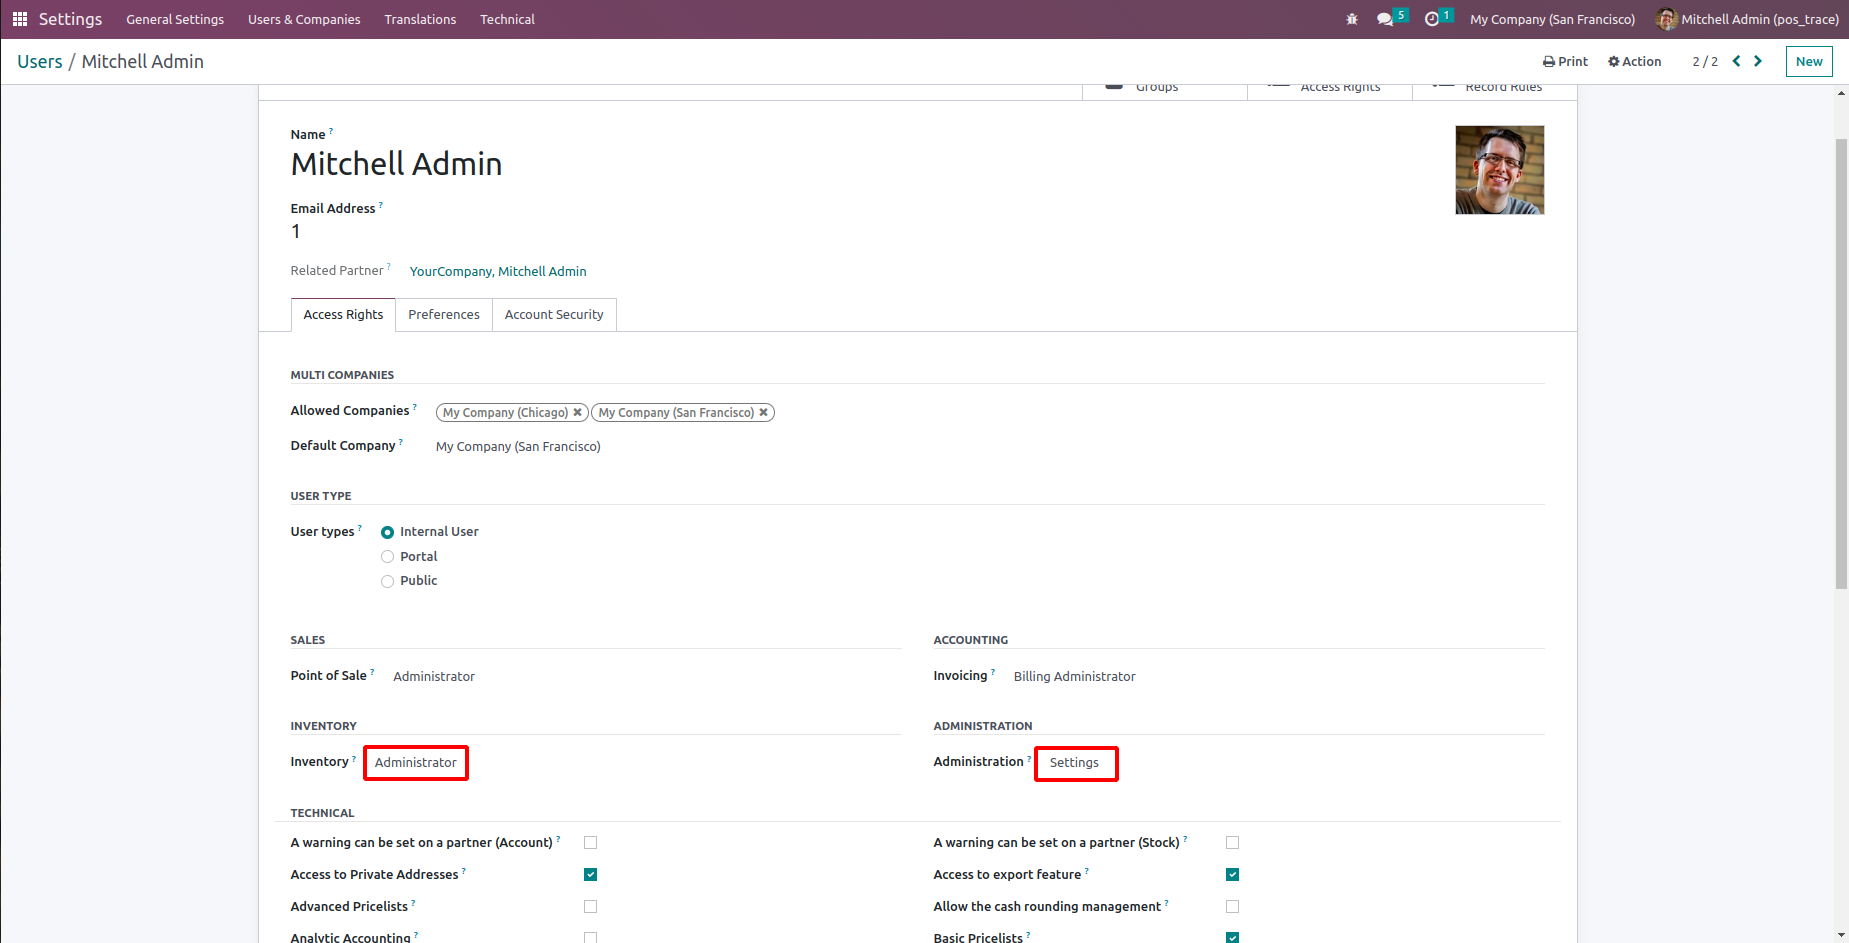 Settings General Settings Users & Companies Translations Technical 5 1 My Company (San Francisco) Mitchell Admin (pos_trace)
Users / Mitchell Admin Print Action 2 / 2 New
Groups Access Rights Record Rules
Name ?
Mitchell Admin
Email Address ?
1
Related Partner ? YourCompany, Mitchell Admin
Access Rights Preferences Account Security
MULTI COMPANIES
Allowed Companies ? My Company (Chicago) ✖ My Company (San Francisco) ✖
Default Company ? My Company (San Francisco)
USER TYPE
User types ? Internal User
Portal
Public
SALES ACCOUNTING
Point of Sale ? Administrator Invoicing ? Billing Administrator
INVENTORY ADMINISTRATION
Inventory ? Administrator Administration ? Settings
TECHNICAL
A warning can be set on a partner (Account) ? A warning can be set on a partner (Stock) ?
Access to Private Addresses ? Access to export feature ?
Advanced Pricelists ? Allow the cash rounding management ?
Analytic Accounting ? Basic Pricelists ?